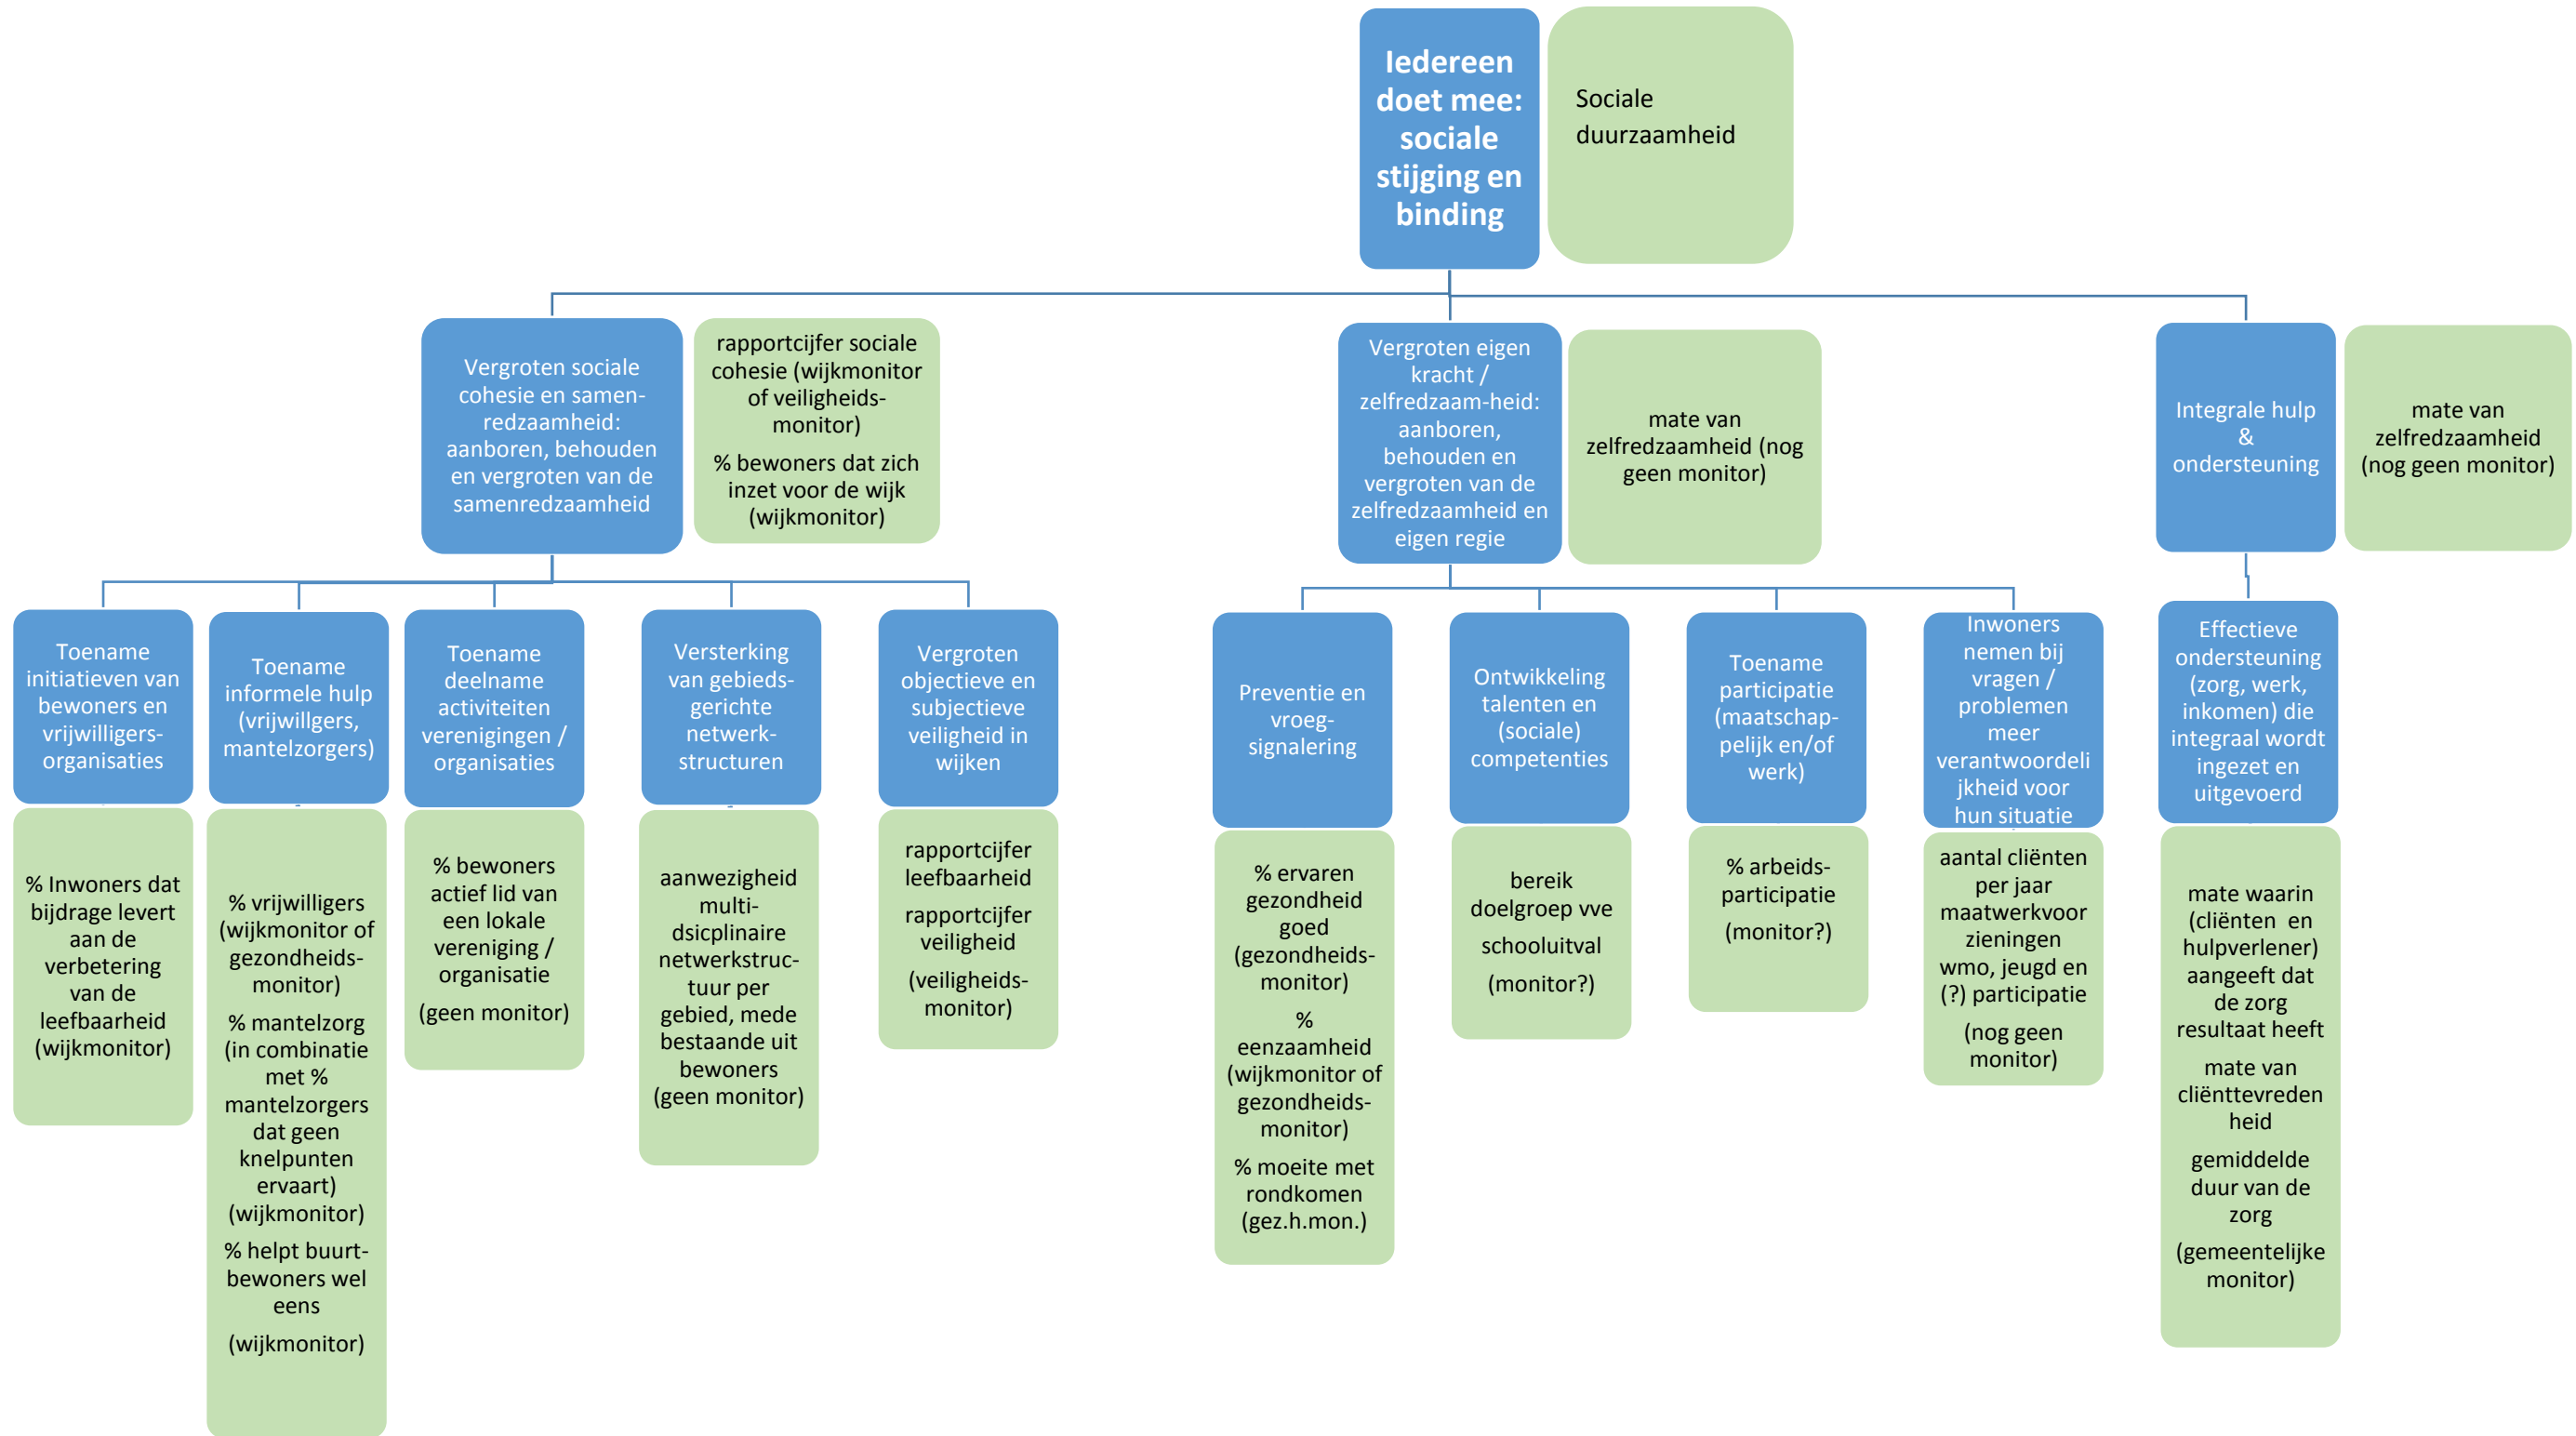 Iedereen
doet mee:
sociale
stijging en
binding
Sociale
duurzaamheid
Vergroten sociale
cohesie en samen-
redzaamheid:
aanboren, behouden
en vergroten van de
samenredzaamheid
rapportcijfer sociale
cohesie (wijkmonitor
of veiligheids-
monitor)
% bewoners dat zich
inzet voor de wijk
(wijkmonitor)
Vergroten eigen
kracht /
zelfredzaam-heid:
aanboren,
behouden en
vergroten van de
zelfredzaamheid en
eigen regie
mate van
zelfredzaamheid (nog
geen monitor)
Integrale hulp
&
ondersteuning
mate van
zelfredzaamheid
(nog geen monitor)
Toename
initiatieven van
bewoners en
vrijwilligers-
organisaties
Toename
informele hulp
(vrijwillgers,
mantelzorgers)
Toename
deelname
activiteiten
verenigingen /
organisaties
Versterking
van gebieds-
gerichte
netwerk-
structuren
Vergroten
objectieve en
subjectieve
veiligheid in
wijken
Preventie en
vroeg-
signalering
Ontwikkeling
talenten en
(sociale)
competenties
Toename
participatie
(maatschap-
pelijk en/of
werk)
Inwoners
nemen bij
vragen /
problemen
meer
verantwoordeli
jkheid voor
hun situatie
Effectieve
ondersteuning
(zorg, werk,
inkomen) die
integraal wordt
ingezet en
uitgevoerd
% Inwoners dat
bijdrage levert
aan de
verbetering
van de
leefbaarheid
(wijkmonitor)
% vrijwilligers
(wijkmonitor of
gezondheids-
monitor)
% mantelzorg
(in combinatie
met %
mantelzorgers
dat geen
knelpunten
ervaart)
(wijkmonitor)
% helpt buurt-
bewoners wel
eens
(wijkmonitor)
% bewoners
actief lid van
een lokale
vereniging /
organisatie
(geen monitor)
aanwezigheid
multi-
dsicplinaire
netwerkstruc-
tuur per
gebied, mede
bestaande uit
bewoners
(geen monitor)
rapportcijfer
leefbaarheid
rapportcijfer
veiligheid
(veiligheids-
monitor)
% ervaren
gezondheid
goed
(gezondheids-
monitor)
%
eenzaamheid
(wijkmonitor of
gezondheids-
monitor)
% moeite met
rondkomen
(gez.h.mon.)
bereik
doelgroep vve
schooluitval
(monitor?)
% arbeids-
participatie
(monitor?)
aantal cliënten
per jaar
maatwerkvoor
zieningen
wmo, jeugd en
(?) participatie
(nog geen
monitor)
mate waarin
(cliënten  en
hulpverlener)
aangeeft dat
de zorg
resultaat heeft
mate van
cliënttevreden
heid
gemiddelde
duur van de
zorg
(gemeentelijke
monitor)